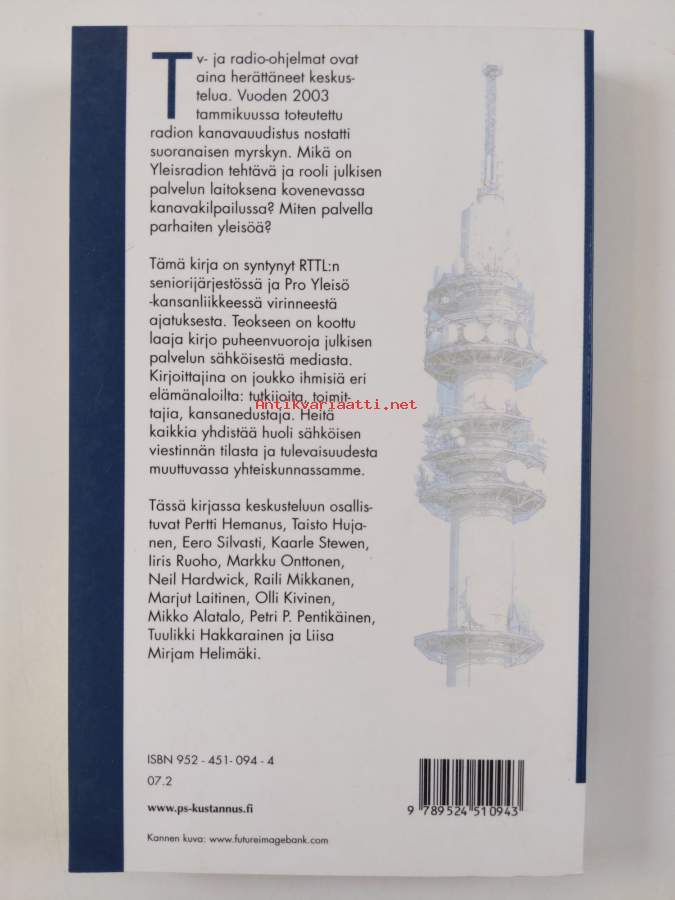 Tv- ja radio-ohjelmat ovat
aina herättäneet keskus-
telua. Vuoden 2003
tammikuussa toteutettu
radion kanavauudistus nostatti
suoranaisen myrskyn. Mikä on
Yleisradion tehtävä ja rooli julkisen
palvelun laitoksena kovenevassa
kanavakilpailussa? Miten palvella
parhaiten yleisöä?
Tämä kirja on syntynyt RTTL:n
seniorijärjestössä ja Pro Yleisö
-kansanliikkeessä virinneestä
ajatuksesta. Teokseen on koottu
laaja kirjo puheenvuoroja julkisen
palvelun sähköisestä mediasta.
Kirjoittajina on joukko ihmisiä eri
elämänaloilta: tutkijoita, toimit-
Antikvariaatti.net
tajia, kansanedustaja. Heitä
kaikkia yhdistää huoli sähköisen
viestinnän tilasta ja tulevaisuudesta
muuttuvassa yhteiskunnassamme.
Tässä kirjassa keskusteluun osallis-
tuvat Pertti Hemanus, Taisto Huja-
nen, Eero Silvasti, Kaarle Stewen,
Iiris Ruoho, Markku Onttonen,
Neil Hardwick, Raili Mikkanen,
Marjut Laitinen, Olli Kivinen,
Mikko Alatalo, Petri P. Pentikäinen,
Tuulikki Hakkarainen ja Liisa
Mirjam Helimäki.
ISBN 952 - 451- 094 - 4
07.2
www.ps-kustannus.fi
9 789524 510943
Kannen kuva: www.futureimagebank.com